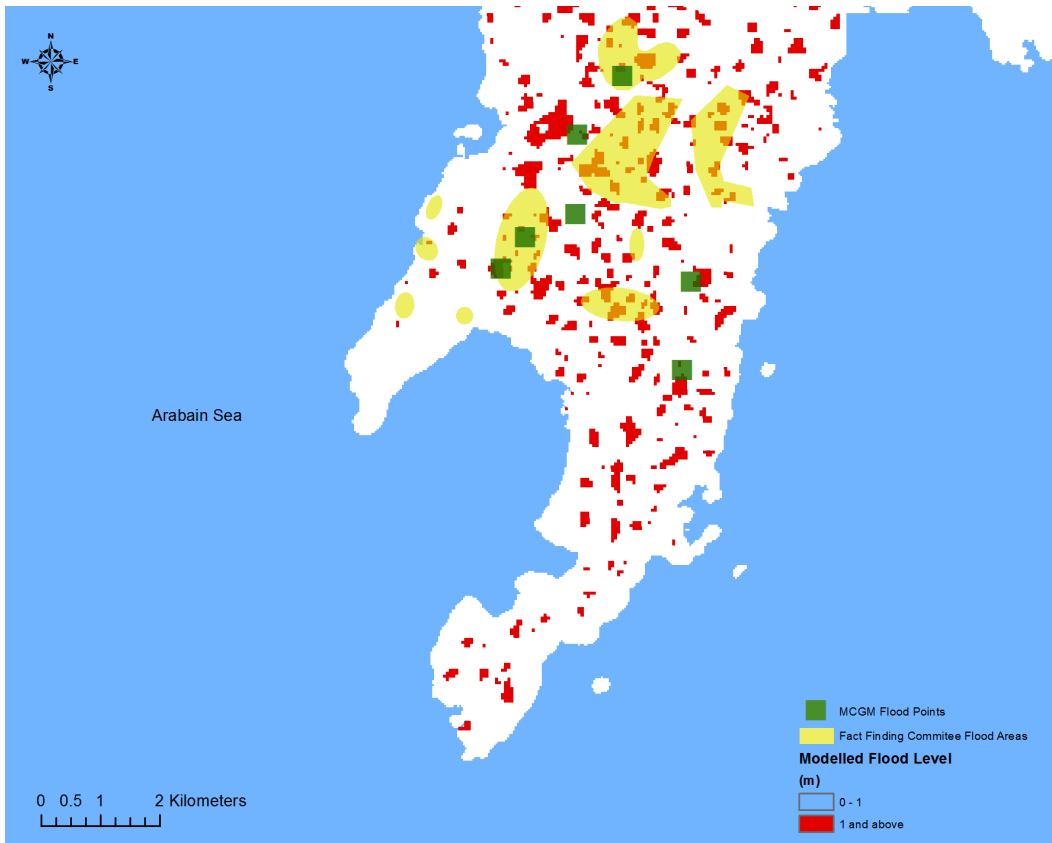 N
W E
S
Arabain Sea
MCGM Flood Points
Fact Finding Commitee Flood Areas
Modelled Flood Level
(m)
0 - 1
1 and above
0 0.5 1 2 Kilometers